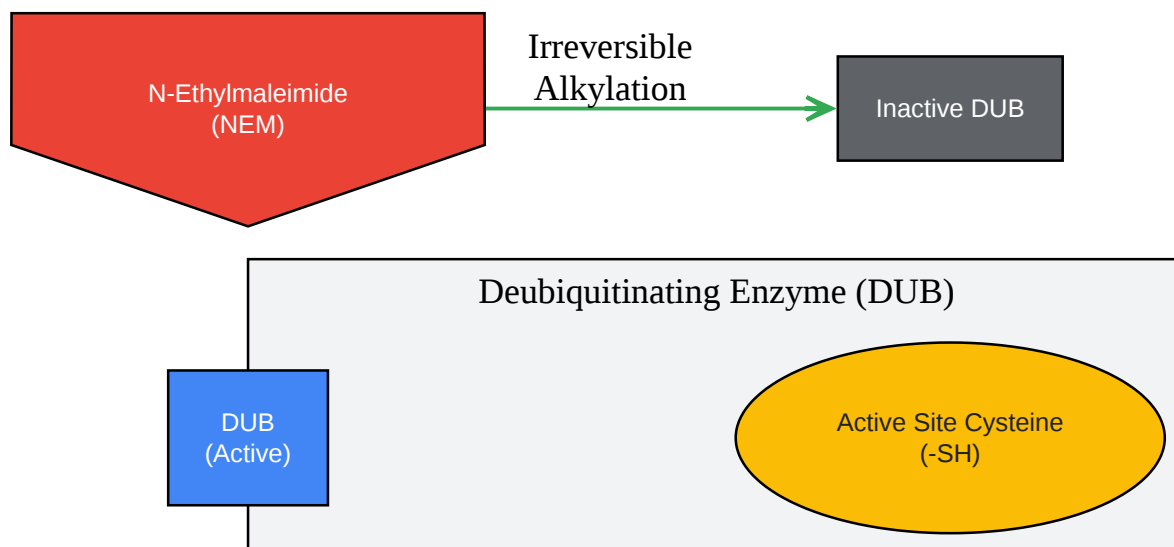 Irreversible
Alkylation
N-Ethylmaleimide
(NEM)
Inactive DUB
Deubiquitinating Enzyme (DUB)
DUB
(Active)
Active Site Cysteine
(-SH)